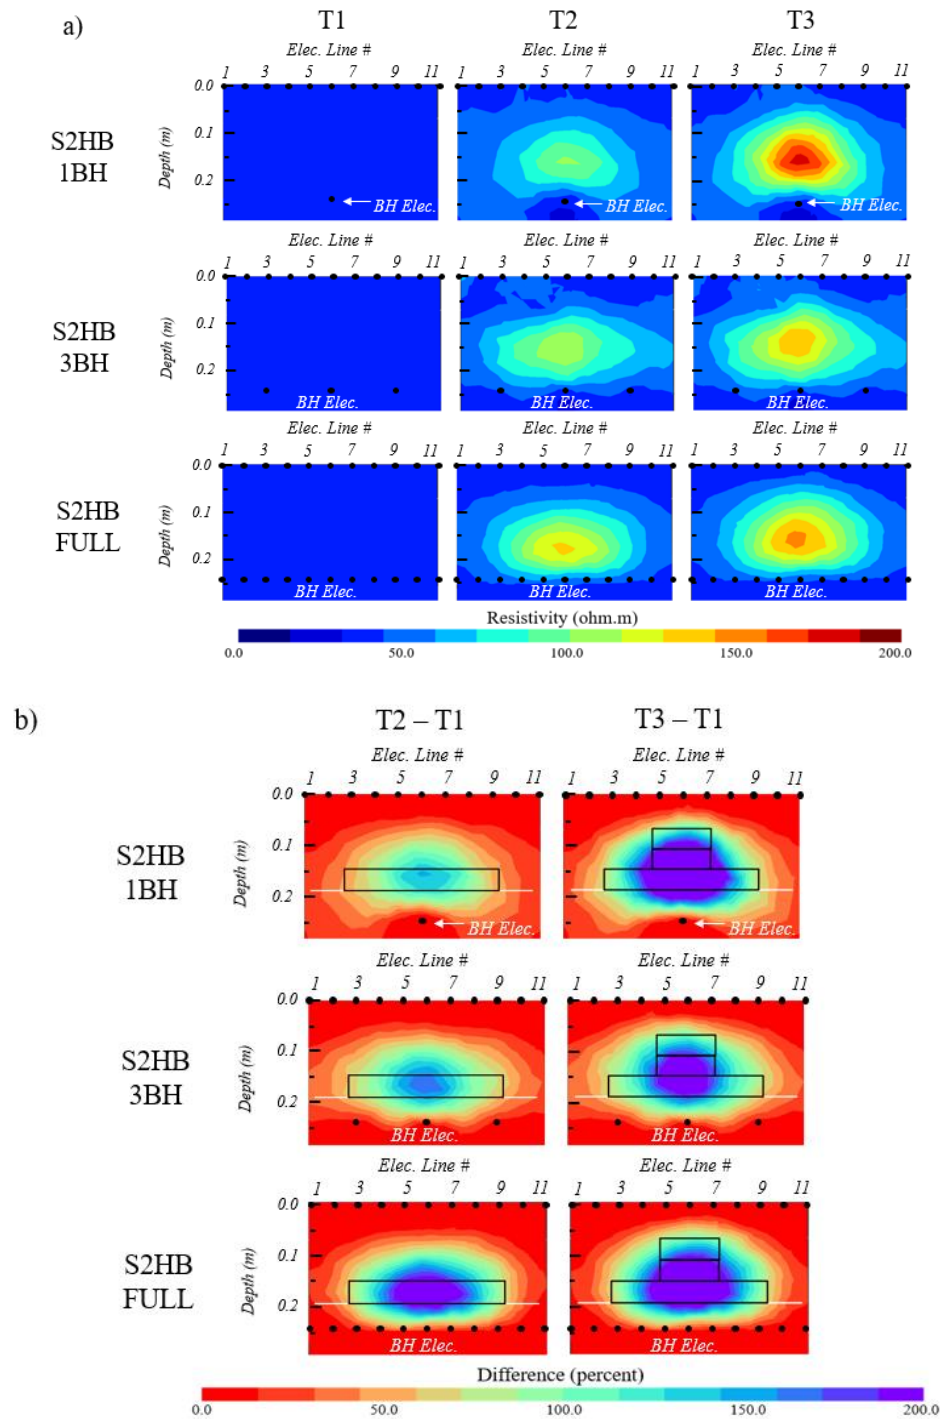 a)
T1 T2 T3
Elec. Line # Elec. Line # Elec. Line #
1 3 5 7 9 11 1 3 5 7 9 11 1 3 5 7 9 11
0.0
0.1
0.2
Depth (m)
S2HB
1BH
BH Elec. BH Elec. BH Elec.
Elec. Line # Elec. Line # Elec. Line #
1 3 5 7 9 11 1 3 5 7 9 11 1 3 5 7 9 11
0.0
0.1
0.2
Depth (m)
S2HB
3BH
BH Elec. BH Elec. BH Elec.
Elec. Line # Elec. Line # Elec. Line #
1 3 5 7 9 11 1 3 5 7 9 11 1 3 5 7 9 11
0.0
0.1
0.2
Depth (m)
S2HB
FULL
BH Elec. BH Elec. BH Elec.
Resistivity (ohm.m)
0.0 50.0 100.0 150.0 200.0
b)
T2 – T1 T3 – T1
Elec. Line # Elec. Line #
1 3 5 7 9 11 1 3 5 7 9 11
0.0
0.1
0.2
Depth (m)
S2HB
1BH
BH Elec. BH Elec.
Elec. Line # Elec. Line #
1 3 5 7 9 11 1 3 5 7 9 11
0.0
0.1
0.2
Depth (m)
S2HB
3BH
BH Elec. BH Elec.
Elec. Line # Elec. Line #
1 3 5 7 9 11 1 3 5 7 9 11
0.0
0.1
0.2
Depth (m)
S2HB
FULL
BH Elec. BH Elec.
Difference (percent)
0.0 50.0 100.0 150.0 200.0